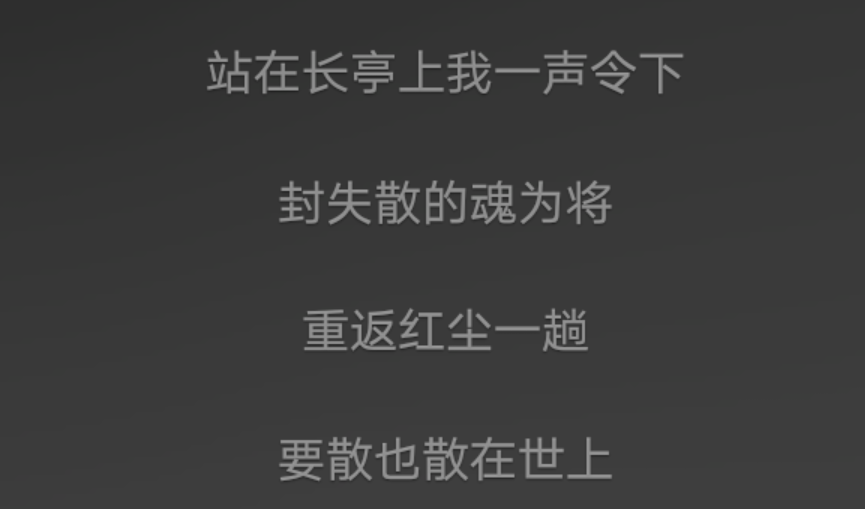 站在长亭上我一声令下
封失散的魂为将
重返红尘一趟
要散也散在世上